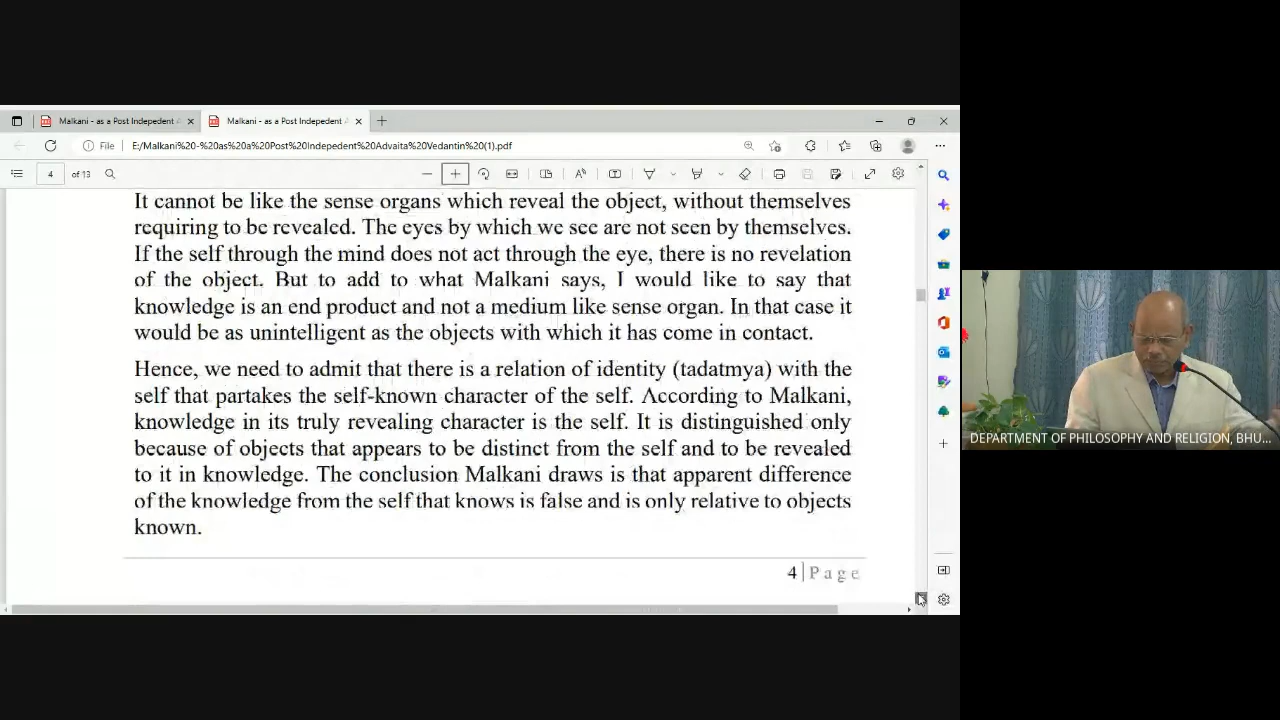 Malkani - as a Post Indepedent A
Malkani - as a Post Indepedent A
File
E:/Malkani%20-%20as%20a%20Post%20Indepedent%20Advaita%20Vedantin%20(1).pdf
4 of 13
It cannot be like the sense organs which reveal the object, without themselves
requiring to be revealed. The eyes by which we see are not seen by themselves.
If the self through the mind does not act through the eye, there is no revelation
of the object. But to add to what Malkani says, I would like to say that
knowledge is an end product and not a medium like sense organ. In that case it
would be as unintelligent as the objects with which it has come in contact.
Hence, we need to admit that there is a relation of identity (tadatmya) with the
self that partakes the self-known character of the self. According to Malkani,
knowledge in its truly revealing character is the self. It is distinguished only
because of objects that appears to be distinct from the self and to be revealed
to it in knowledge. The conclusion Malkani draws is that apparent difference
of the knowledge from the self that knows is false and is only relative to objects
known.
4 | Page
DEPARTMENT OF PHILOSOPHY AND RELIGION, BHU...